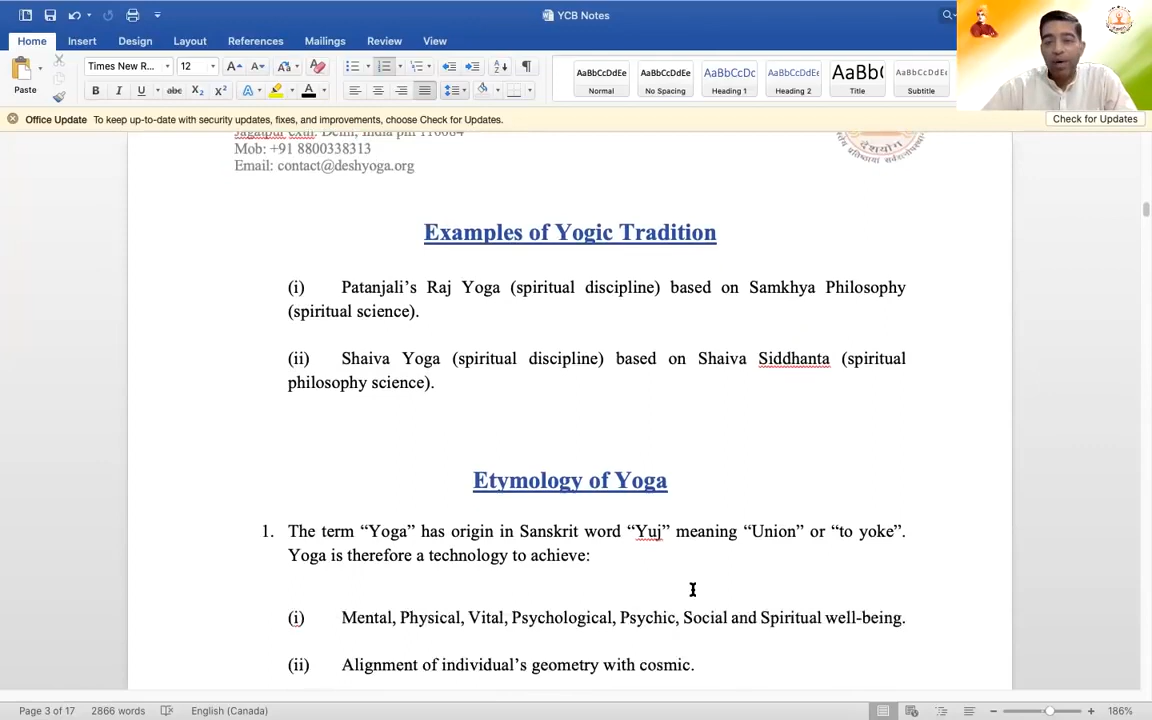 YCB Notes
Home Insert Design Layout References Mailings Review View
Paste
Times New R... 12
B I U abc X₂ X² A A
AaBbCcDdEe AaBbCcDdEe AaBbCcDc AaBbCcDdEe AaBb( AaBbCcDdEe
Normal No Spacing Heading 1 Heading 2 Title Subtitle
Office Update To keep up-to-date with security updates, fixes, and improvements, choose Check for Updates. Check for Updates
Mob: +91 8800338313
Email: contact@deshyoga.org
देशयोग
Examples of Yogic Tradition
(i) Patanjali’s Raj Yoga (spiritual discipline) based on Samkhya Philosophy
(spiritual science).
(ii) Shaiva Yoga (spiritual discipline) based on Shaiva Siddhanta (spiritual
philosophy science).
Etymology of Yoga
1. The term “Yoga” has origin in Sanskrit word “Yuj” meaning “Union” or “to yoke”.
Yoga is therefore a technology to achieve:
(i) Mental, Physical, Vital, Psychological, Psychic, Social and Spiritual well-being.
(ii) Alignment of individual’s geometry with cosmic.
Page 3 of 17 2866 words English (Canada) 186%